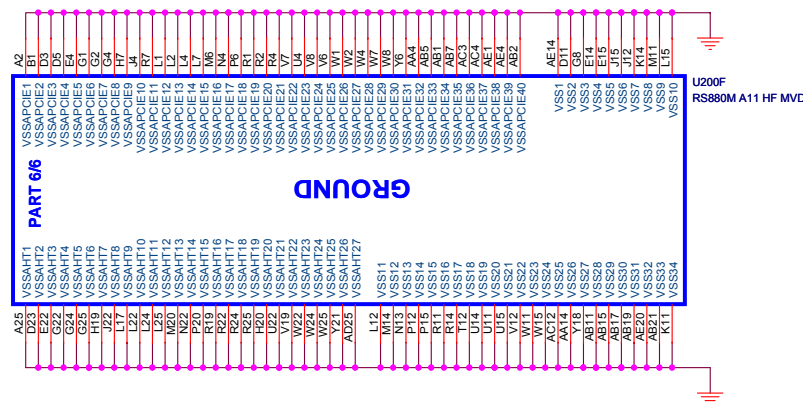 A2
B1
D3
D5
E4
G1
G2
G4
H7
J4
R7
L1
L2
L4
L7
M6
N4
P6
R1
R2
R4
V7
U4
V8
V6
W1
W2
W4
W7
W8
Y6
AA4
AB5
AB1
AB7
AC3
AC4
AE1
AE4
AB2
AE14
D11
G8
E14
E15
J15
J12
K14
M11
L15
U200F
RS880M A11 HF MVD
VSSAPCIE1
VSSAPCIE2
VSSAPCIE3
VSSAPCIE4
VSSAPCIE5
VSSAPCIE6
VSSAPCIE7
VSSAPCIE8
VSSAPCIE9
VSSAPCIE10
VSSAPCIE11
VSSAPCIE12
VSSAPCIE13
VSSAPCIE14
VSSAPCIE15
VSSAPCIE16
VSSAPCIE17
VSSAPCIE18
VSSAPCIE19
VSSAPCIE20
VSSAPCIE21
VSSAPCIE22
VSSAPCIE23
VSSAPCIE24
VSSAPCIE25
VSSAPCIE26
VSSAPCIE27
VSSAPCIE28
VSSAPCIE29
VSSAPCIE30
VSSAPCIE31
VSSAPCIE32
VSSAPCIE33
VSSAPCIE34
VSSAPCIE35
VSSAPCIE36
VSSAPCIE37
VSSAPCIE38
VSSAPCIE39
VSSAPCIE40
VSS1
VSS2
VSS3
VSS4
VSS5
VSS6
VSS7
VSS8
VSS9
VSS10
PART 6/6
GROUND
VSSAHT1
VSSAHT2
VSSAHT3
VSSAHT4
VSSAHT5
VSSAHT6
VSSAHT7
VSSAHT8
VSSAHT9
VSSAHT10
VSSAHT11
VSSAHT12
VSSAHT13
VSSAHT14
VSSAHT15
VSSAHT16
VSSAHT17
VSSAHT18
VSSAHT19
VSSAHT20
VSSAHT21
VSSAHT22
VSSAHT23
VSSAHT24
VSSAHT25
VSSAHT26
VSSAHT27
VSS11
VSS12
VSS13
VSS14
VSS15
VSS16
VSS17
VSS18
VSS19
VSS20
VSS21
VSS22
VSS23
VSS24
VSS25
VSS26
VSS27
VSS28
VSS29
VSS30
VSS31
VSS32
VSS33
VSS34
A25
D23
E22
G22
G24
G25
H19
J22
L17
L22
L24
L25
M20
N22
P20
R19
R22
R24
R25
H20
U22
V19
W22
W24
W25
Y21
AD25
L12
M14
N13
P12
P15
R11
R14
T12
U14
U11
U15
V12
W11
W15
AC12
AA14
Y18
AB11
AB15
AB17
AB19
AE20
AB21
K11